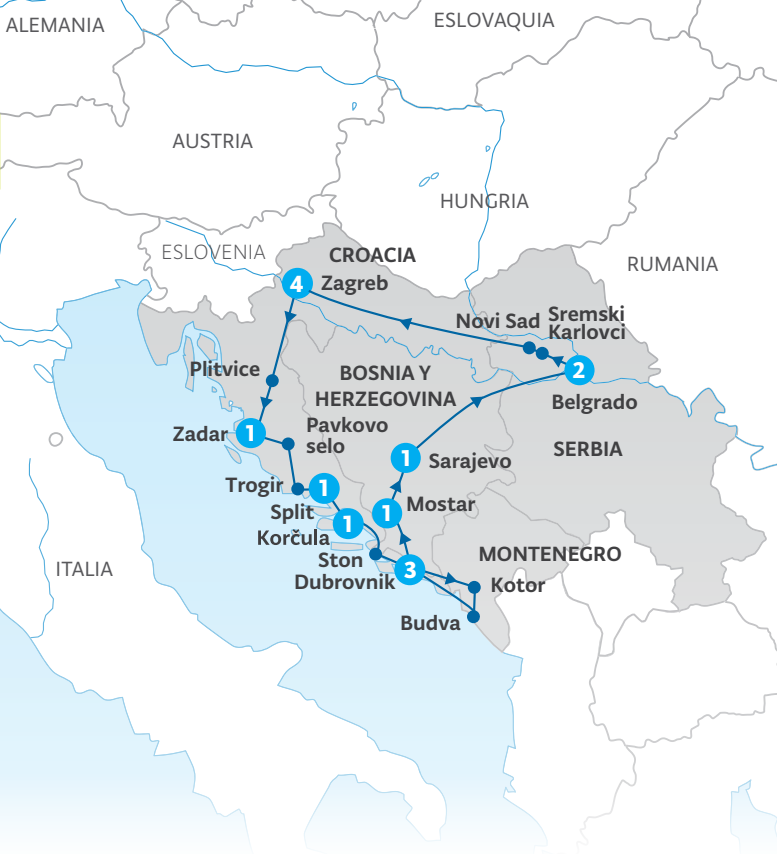 ALEMANIA
ESLOVAQUIA
AUSTRIA
HUNGRIA
ESLOVENIA
CROACIA
RUMANIA
4
Zagreb
Novi Sad
Sremski
Karlovci
Plitvice
BOSNIA Y
HERZEGOVINA
2
Belgrado
Zadar
1
Pavkovo
selo
SERBIA
1
Sarajevo
Trogir
1
Split
1
Mostar
Korčula
1
Ston
MONTENEGRO
ITALIA
Dubrovnik
3
Kotor
Budva